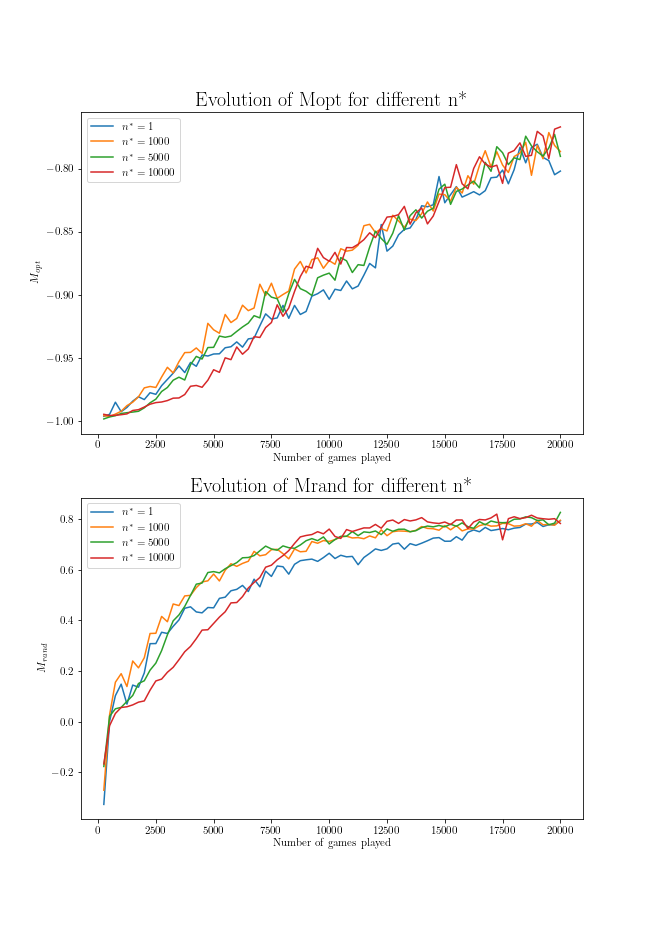 Evolution of Mopt for different n*
n* = 1
n* = 1000
n* = 5000
n* = 10000
−0.80
−0.85
−0.90
−0.95
−1.00
M_opt
0 2500 5000 7500 10000 12500 15000 17500 20000
Number of games played
Evolution of Mrand for different n*
n* = 1
n* = 1000
n* = 5000
n* = 10000
0.8
0.6
0.4
0.2
0.0
−0.2
M_rand
0 2500 5000 7500 10000 12500 15000 17500 20000
Number of games played